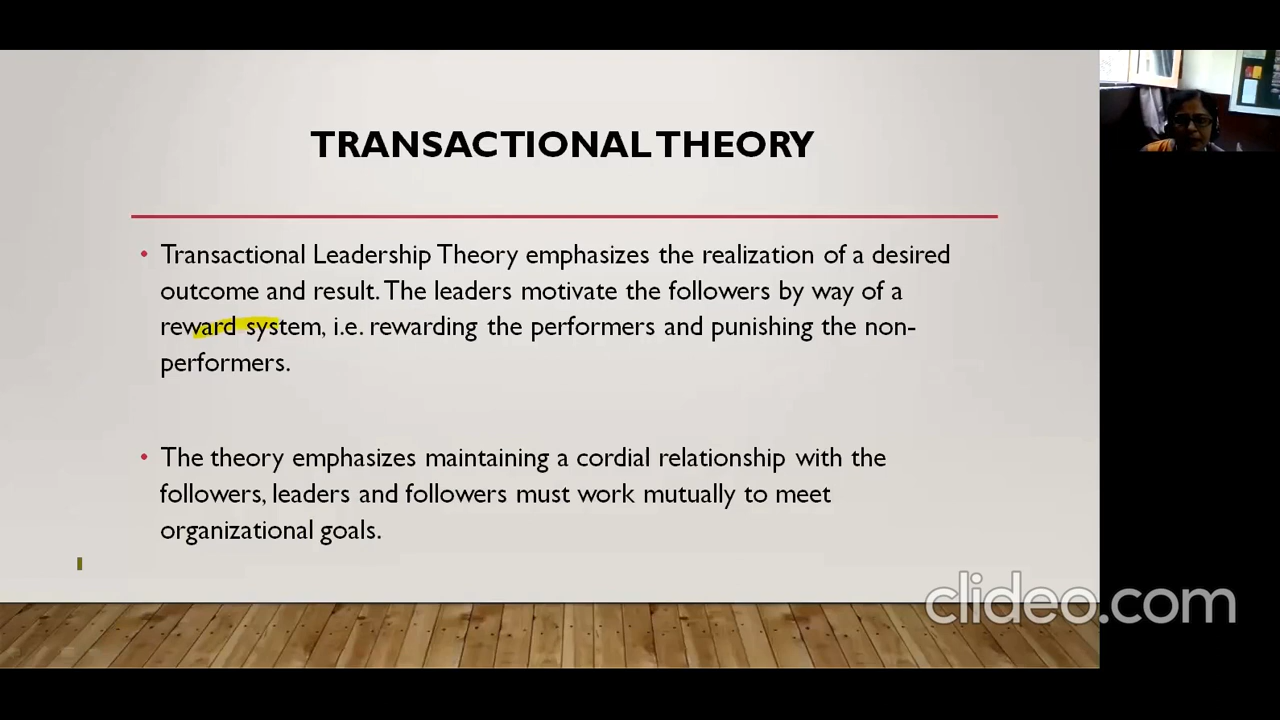 TRANSACTIONAL THEORY
• Transactional Leadership Theory emphasizes the realization of a desired
outcome and result. The leaders motivate the followers by way of a
reward system, i.e. rewarding the performers and punishing the non-
performers.
• The theory emphasizes maintaining a cordial relationship with the
followers, leaders and followers must work mutually to meet
organizational goals.
clideo.com